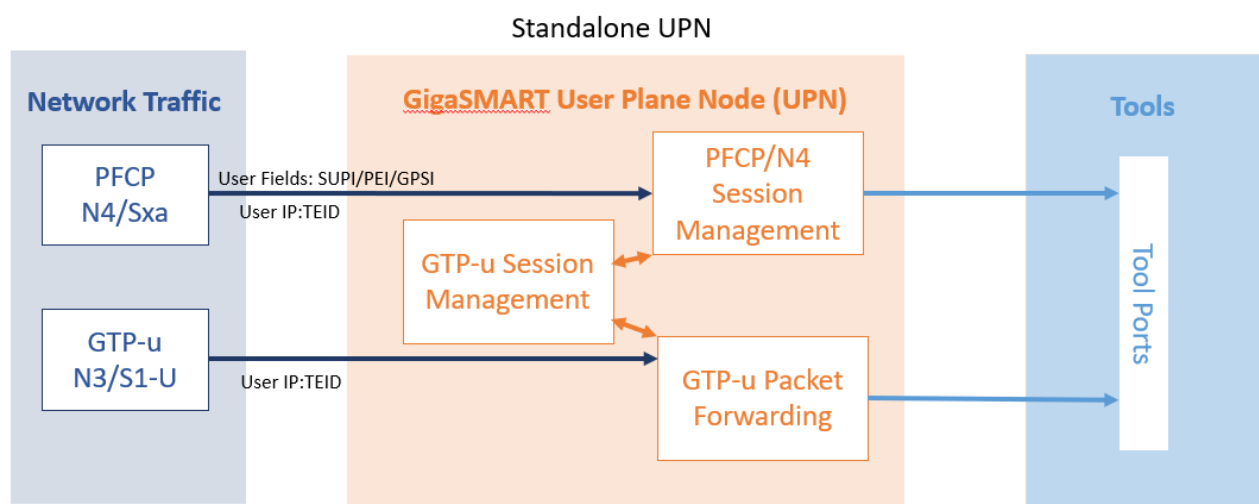 Standalone UPN
Network Traffic
PFCP
N4/Sxa
GTP-u
N3/S1-U
User Fields: SUPI/PEI/GPSI
User IP:TEID
User IP:TEID
GigaSMART User Plane Node (UPN)
PFCP/N4
Session
Management
GTP-u Session
Management
GTP-u Packet
Forwarding
Tools
Tool Ports